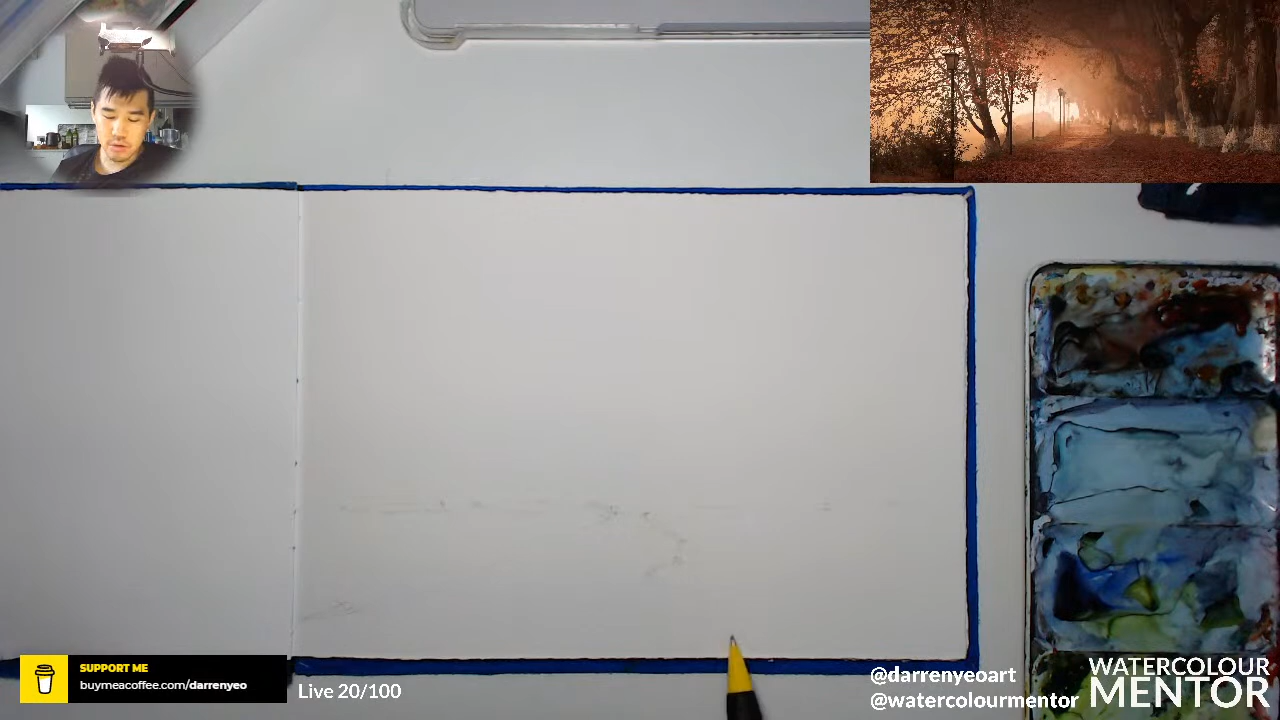 SUPPORT ME
buymeacoffee.com/darrenyeo
Live 20/100
@darrenyeoart
@watercolourmentor
WATERCOLOUR
MENTOR